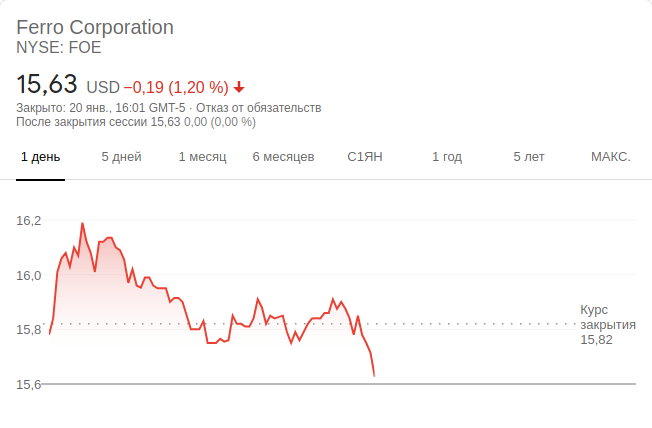 Ferro Corporation
NYSE: FOE
15,63 USD −0,19 (1,20 %)
Закрыто: 20 янв., 16:01 GMT-5 · Отказ от обязательств
После закрытия сессии 15,63 0,00 (0,00 %)
1 день 5 дней 1 месяц 6 месяцев С1ЯН 1 год 5 лет МАКС.
16,2
16,0
15,8
15,6
Курс
закрытия
15,82